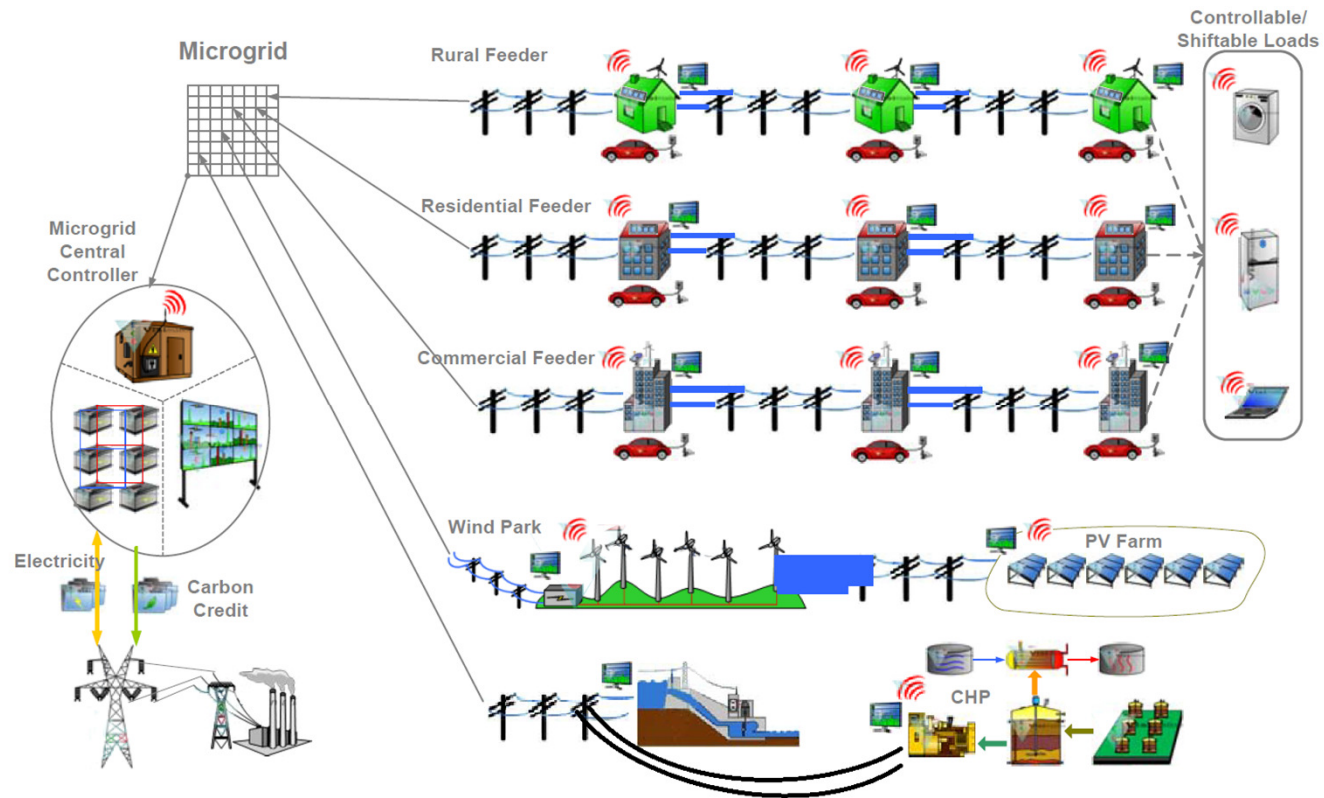 Microgrid
Rural Feeder
Controllable/
Shiftable Loads
Residential Feeder
Microgrid
Central
Controller
Commercial Feeder
Wind Park
PV Farm
Electricity
Carbon
Credit
CHP